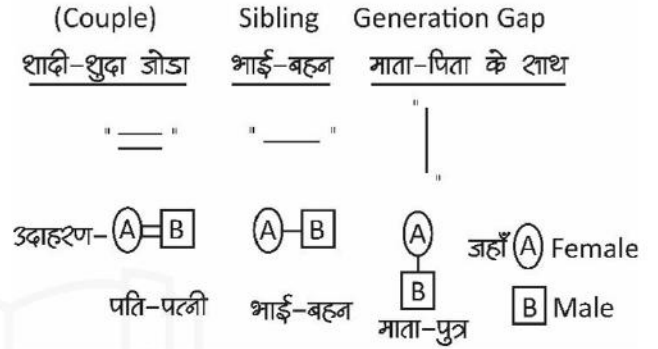 (Couple) Sibling Generation Gap
शादी-शुदा जोडा भाई-बहन माता-पिता के साथ
" ═ " " — " "|"
उदाहरण- A B A B A जहाँ A Female
B B Male
पति-पत्नी भाई-बहन माता-पुत्र